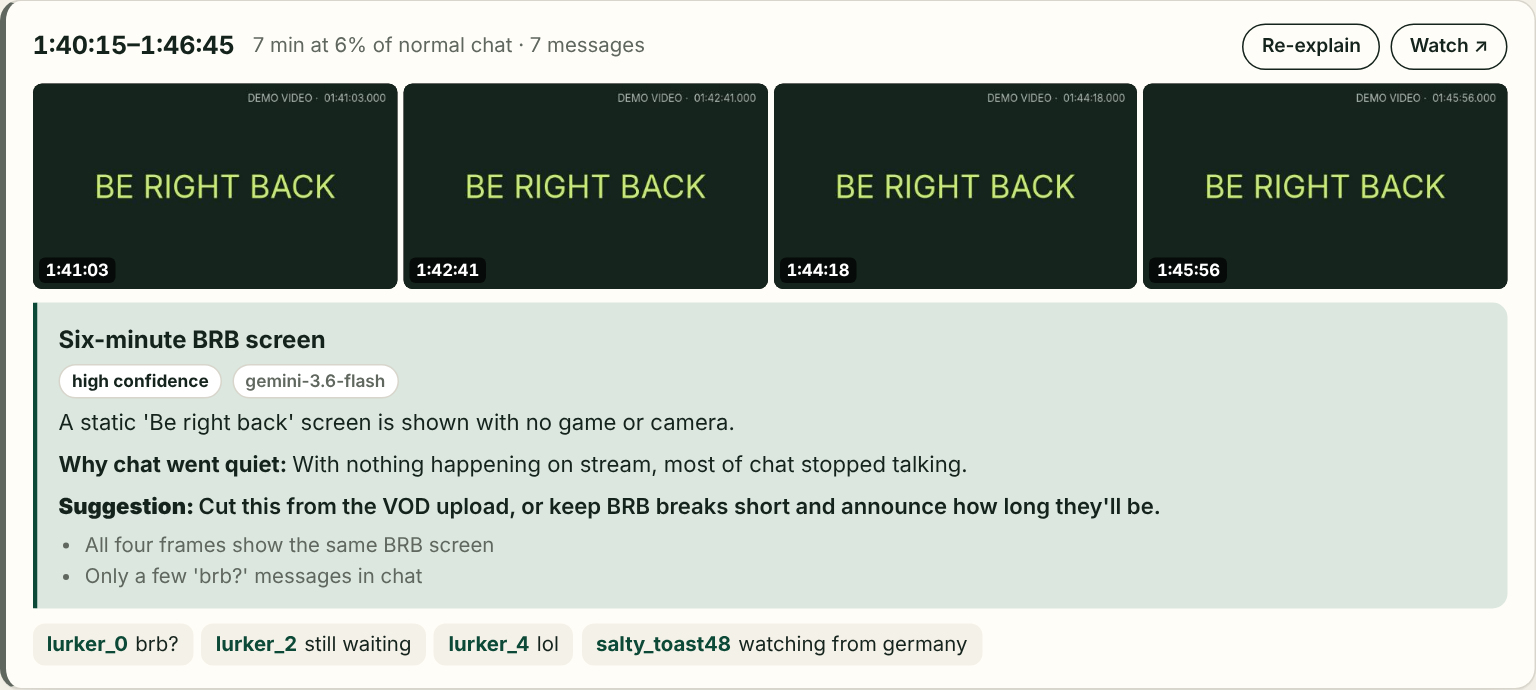 1:40:15–1:46:45 7 min at 6% of normal chat · 7 messages Re-explain Watch ↗
DEMO VIDEO · 01:41:03.000 DEMO VIDEO · 01:42:41.000 DEMO VIDEO · 01:44:18.000 DEMO VIDEO · 01:45:56.000
BE RIGHT BACK BE RIGHT BACK BE RIGHT BACK BE RIGHT BACK
1:41:03 1:42:41 1:44:18 1:45:56
Six-minute BRB screen
high confidence gemini-3.6-flash
A static 'Be right back' screen is shown with no game or camera.
Why chat went quiet: With nothing happening on stream, most of chat stopped talking.
Suggestion: Cut this from the VOD upload, or keep BRB breaks short and announce how long they'll be.
• All four frames show the same BRB screen
• Only a few 'brb?' messages in chat
lurker_0 brb? lurker_2 still waiting lurker_4 lol salty_toast48 watching from germany